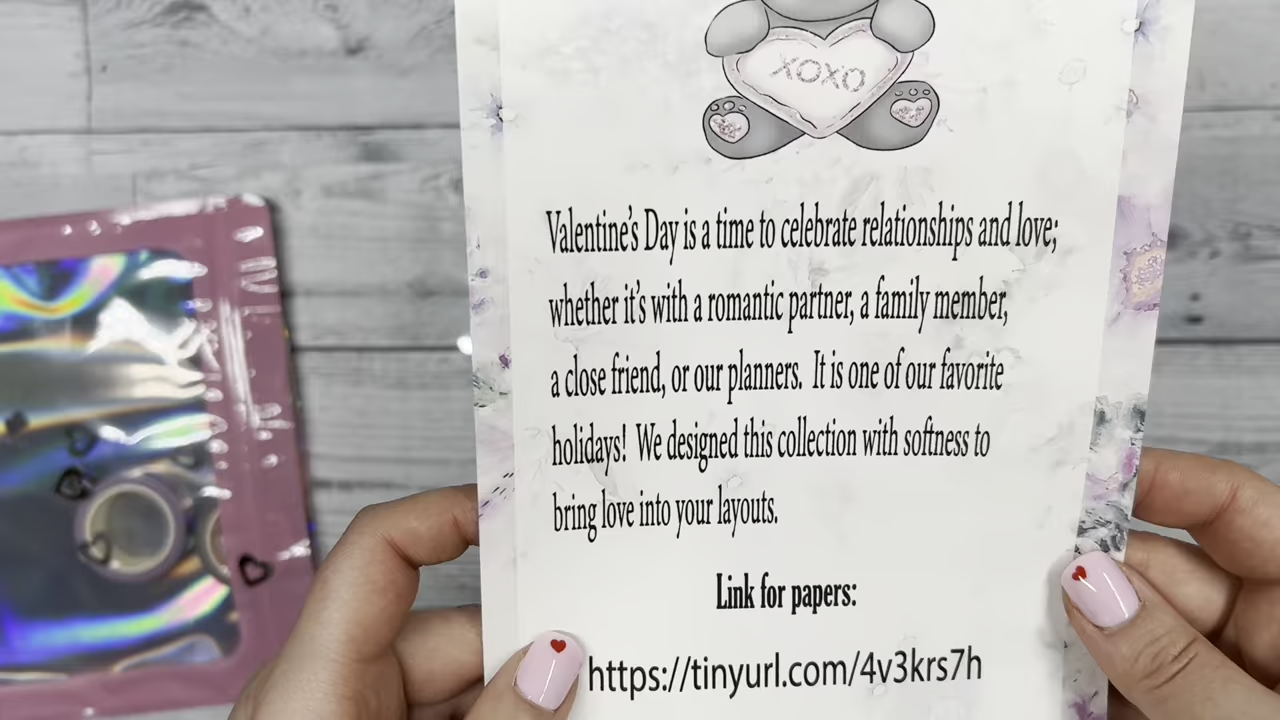 XOXO
Valentine's Day is a time to celebrate relationships and love;
whether it's with a romantic partner, a family member,
a close friend, or our planners. It is one of our favorite
holidays! We designed this collection with softness to
bring love into your layouts.
Link for papers:
https://tinyurl.com/4v3krs7h